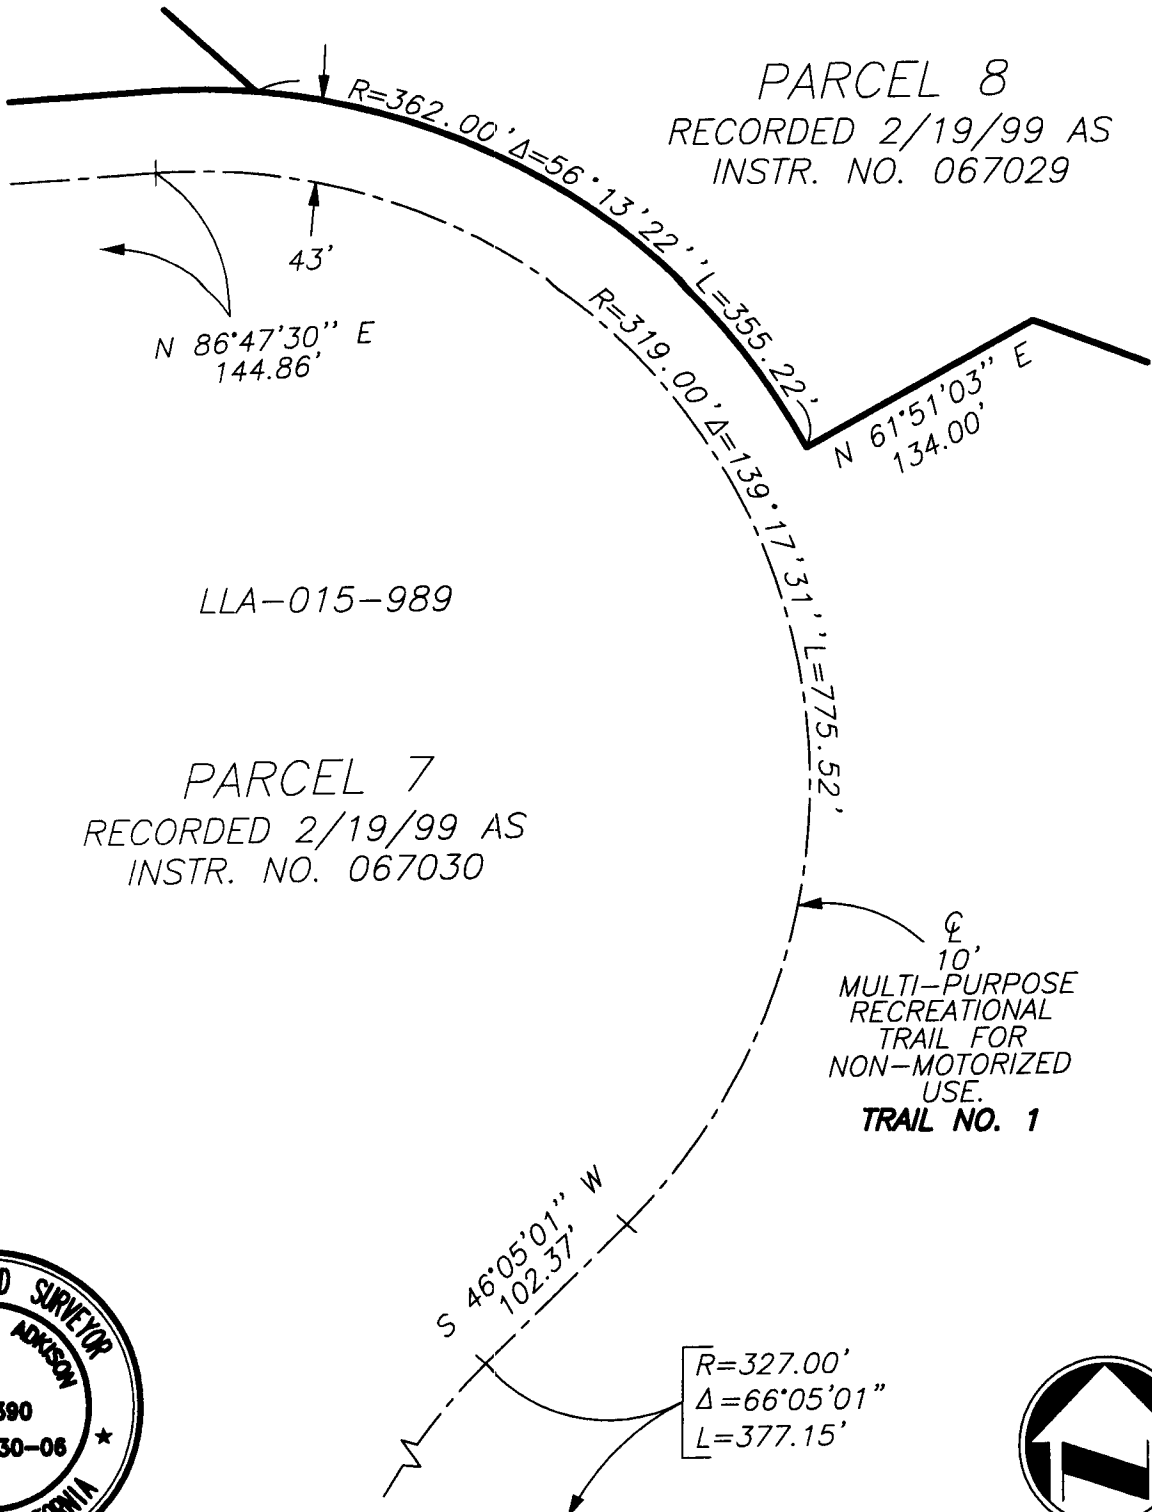 PARCEL 8
RECORDED 2/19/99 AS
INSTR. NO. 067029
R=362.00' Δ=56°13'22'' L=355.22'
43'
N 86°47'30'' E
144.86'
R=319.00' Δ=139°17'31'' L=775.52'
N 61°51'03'' E
134.00'
LLA-015-989
PARCEL 7
RECORDED 2/19/99 AS
INSTR. NO. 067030
℄
10'
MULTI-PURPOSE
RECREATIONAL
TRAIL FOR
NON-MOTORIZED
USE.
TRAIL NO. 1
S 46°05'01'' W
102.37'
R=327.00'
Δ=66°05'01''
L=377.15'
SURVEYOR
ADKISON
390
30-06